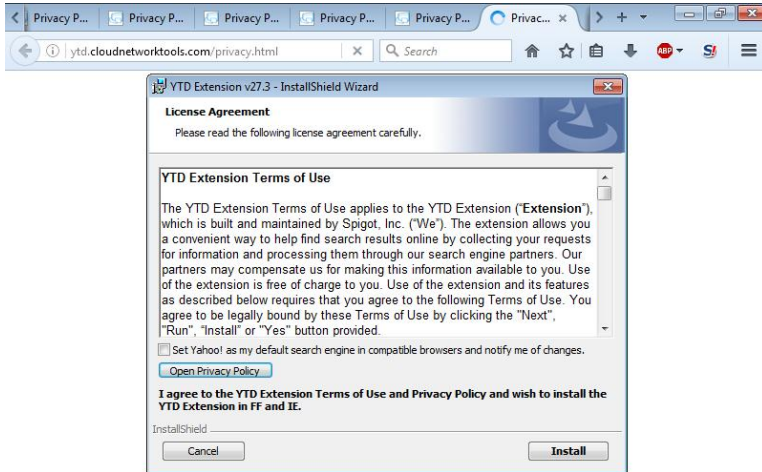 Privacy P...
Privacy P...
Privacy P...
Privacy P...
Privacy P...
Privac...
ytd.cloudnetworktools.com/privacy.html
Search
ABP
S!
YTD Extension v27.3 - InstallShield Wizard
License Agreement
Please read the following license agreement carefully.
YTD Extension Terms of Use
The YTD Extension Terms of Use applies to the YTD Extension (“Extension”),
which is built and maintained by Spigot, Inc. (“We”). The extension allows you
a convenient way to help find search results online by collecting your requests
for information and processing them through our search engine partners. Our
partners may compensate us for making this information available to you. Use
of the extension is free of charge to you. Use of the extension and its features
as described below requires that you agree to the following Terms of Use. You
agree to be legally bound by these Terms of Use by clicking the "Next",
"Run", “Install” or "Yes" button provided.
Set Yahoo! as my default search engine in compatible browsers and notify me of changes.
Open Privacy Policy
I agree to the YTD Extension Terms of Use and Privacy Policy and wish to install the
YTD Extension in FF and IE.
InstallShield
Cancel
Install